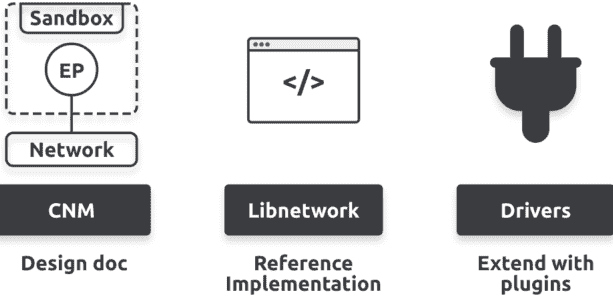 Sandbox
EP
Network
</>
CNM
Libnetwork
Drivers
Design doc
Reference
Implementation
Extend with
plugins